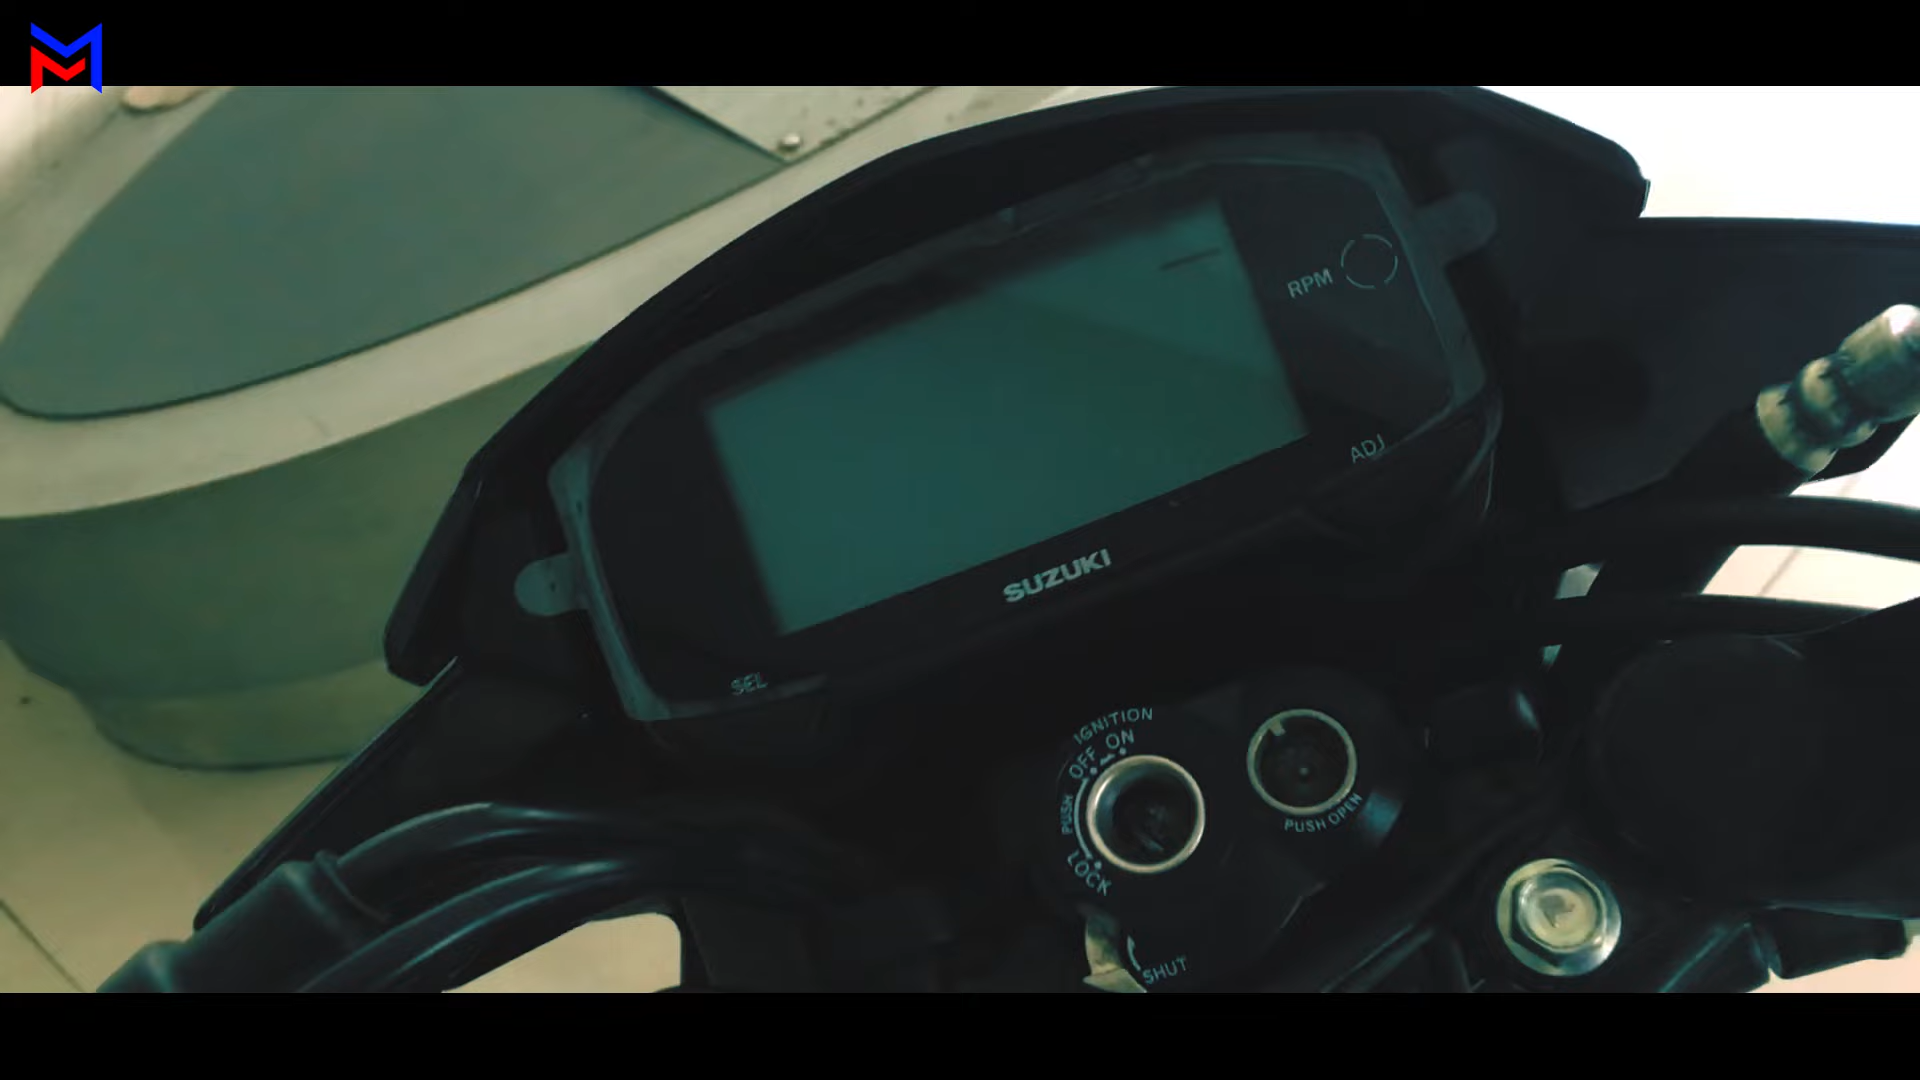 RPM
ADJ
SUZUKI
SEL
IGNITION
OFF ON
PUSH
LOCK
PUSH OPEN
SHUT